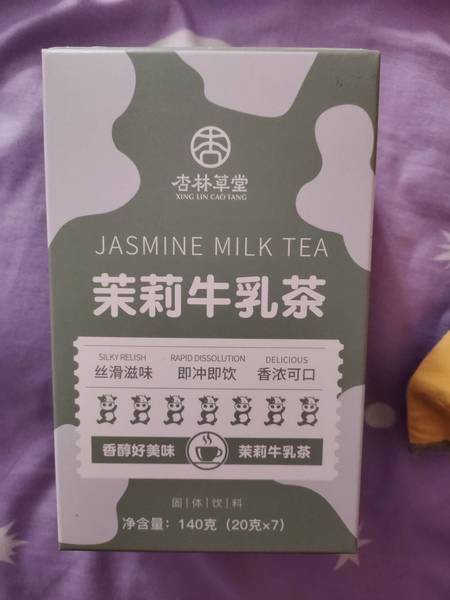 杏林草堂
XING LIN CAO TANG
JASMINE MILK TEA
茉莉牛乳茶
SILKY RELISH RAPID DISSOLUTION DELICIOUS
丝滑滋味 即冲即饮 香浓可口
香醇好美味 茉莉牛乳茶
固|体|饮|料
净含量：140克（20克×7）